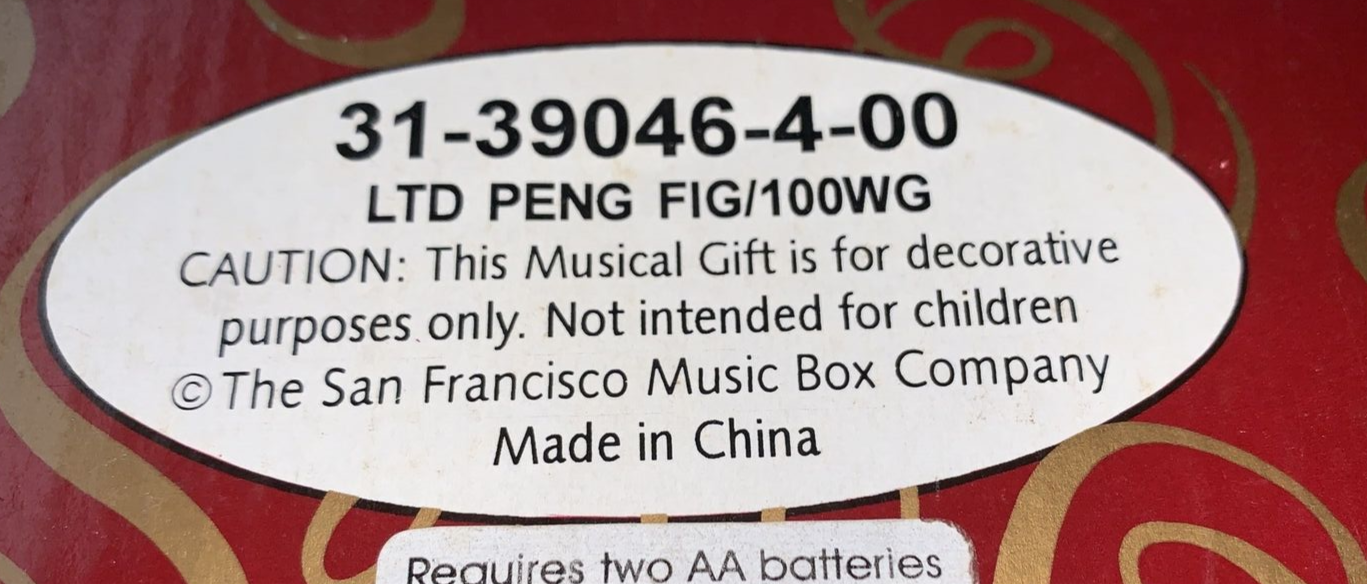 31-39046-4-00
LTD PENG FIG/100WG
CAUTION: This Musical Gift is for decorative
purposes only. Not intended for children
©The San Francisco Music Box Company
Made in China
Requires two AA batteries